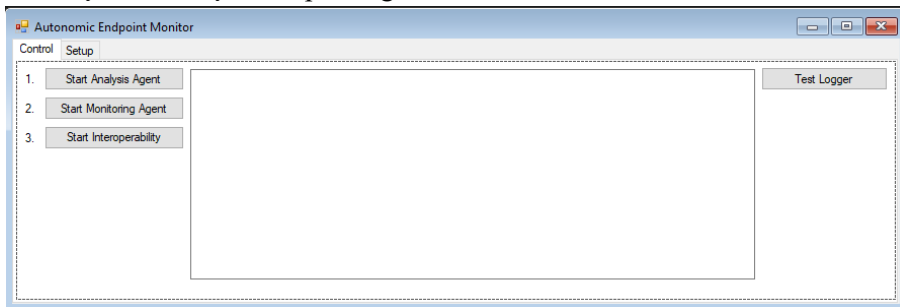 Autonomic Endpoint Monitor
Control Setup
1. Start Analysis Agent
Test Logger
2. Start Monitoring Agent
3. Start Interoperability